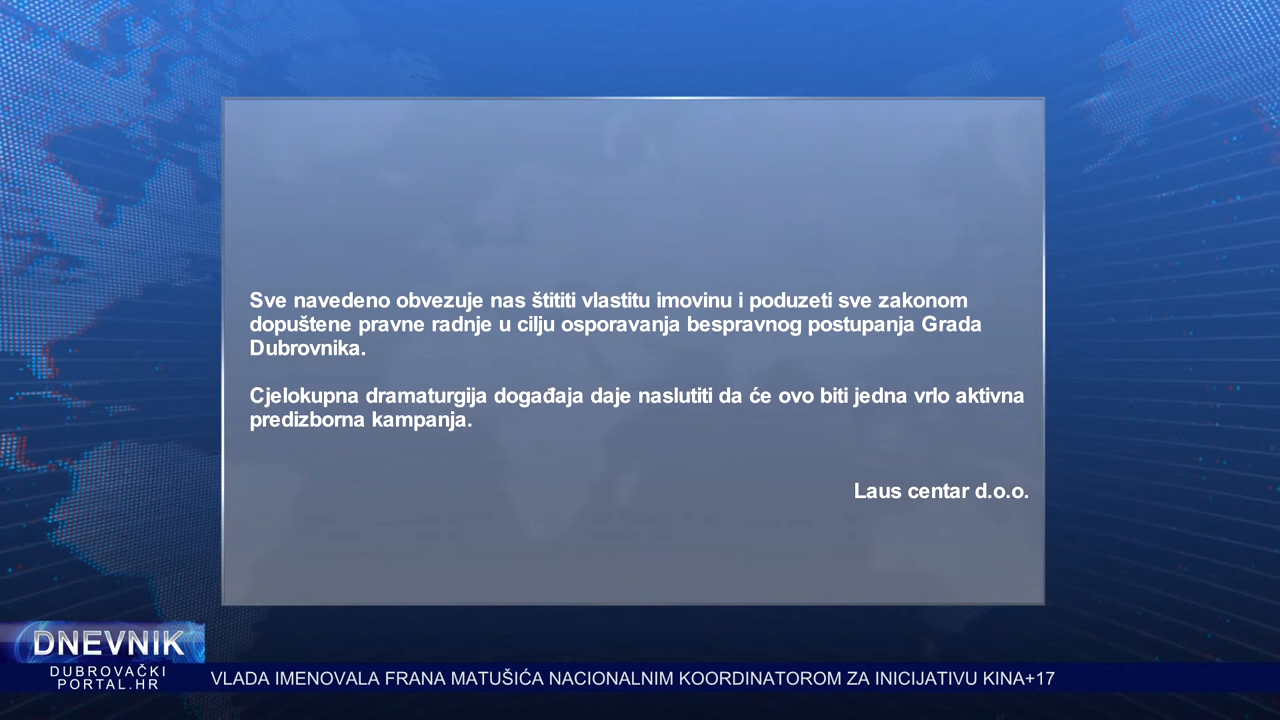 Sve navedeno obvezuje nas štititi vlastitu imovinu i poduzeti sve zakonom
dopuštene pravne radnje u cilju osporavanja bespravnog postupanja Grada
Dubrovnika.
Cjelokupna dramaturgija događaja daje naslutiti da će ovo biti jedna vrlo aktivna
predizborna kampanja.
Laus centar d.o.o.
DNEVNIK
DUBROVAČKI
PORTAL.HR
VLADA IMENOVALA FRANA MATUŠIĆA NACIONALNIM KOORDINATOROM ZA INICIJATIVU KINA+17